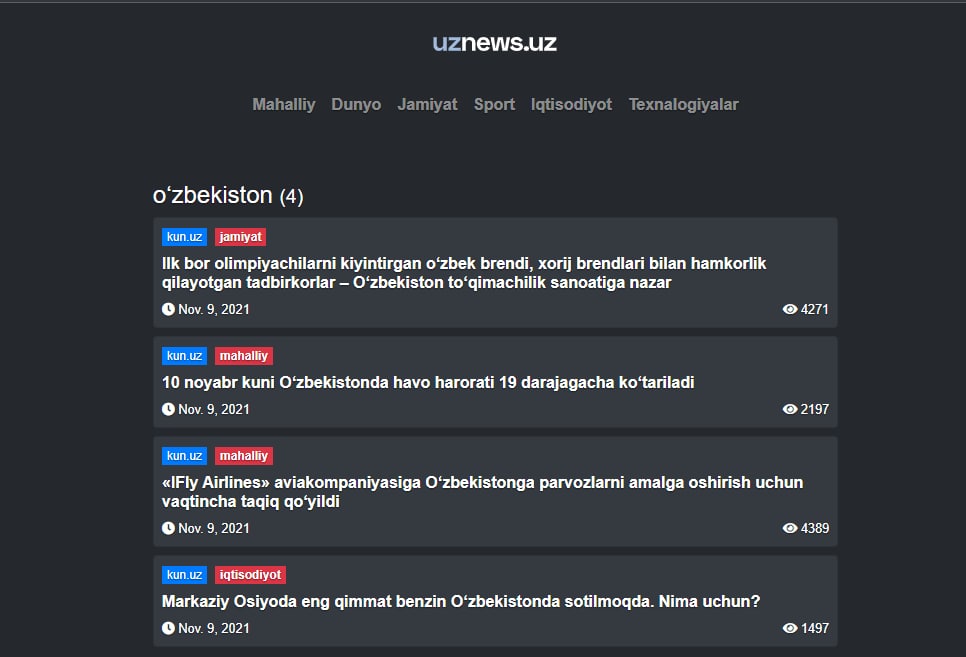 uznews.uz
Mahalliy Dunyo Jamiyat Sport Iqtisodiyot Texnalogiyalar
oʻzbekiston (4)
kun.uz jamiyat
Ilk bor olimpiyachilarni kiyintirgan oʻzbek brendi, xorij brendlari bilan hamkorlik
qilayotgan tadbirkorlar – Oʻzbekiston toʻqimachilik sanoatiga nazar
Nov. 9, 2021 4271
kun.uz mahalliy
10 noyabr kuni Oʻzbekistonda havo harorati 19 darajagacha koʻtariladi
Nov. 9, 2021 2197
kun.uz mahalliy
«IFly Airlines» aviakompaniyasiga Oʻzbekistonga parvozlarni amalga oshirish uchun
vaqtincha taqiq qoʻyildi
Nov. 9, 2021 4389
kun.uz iqtisodiyot
Markaziy Osiyoda eng qimmat benzin Oʻzbekistonda sotilmoqda. Nima uchun?
Nov. 9, 2021 1497